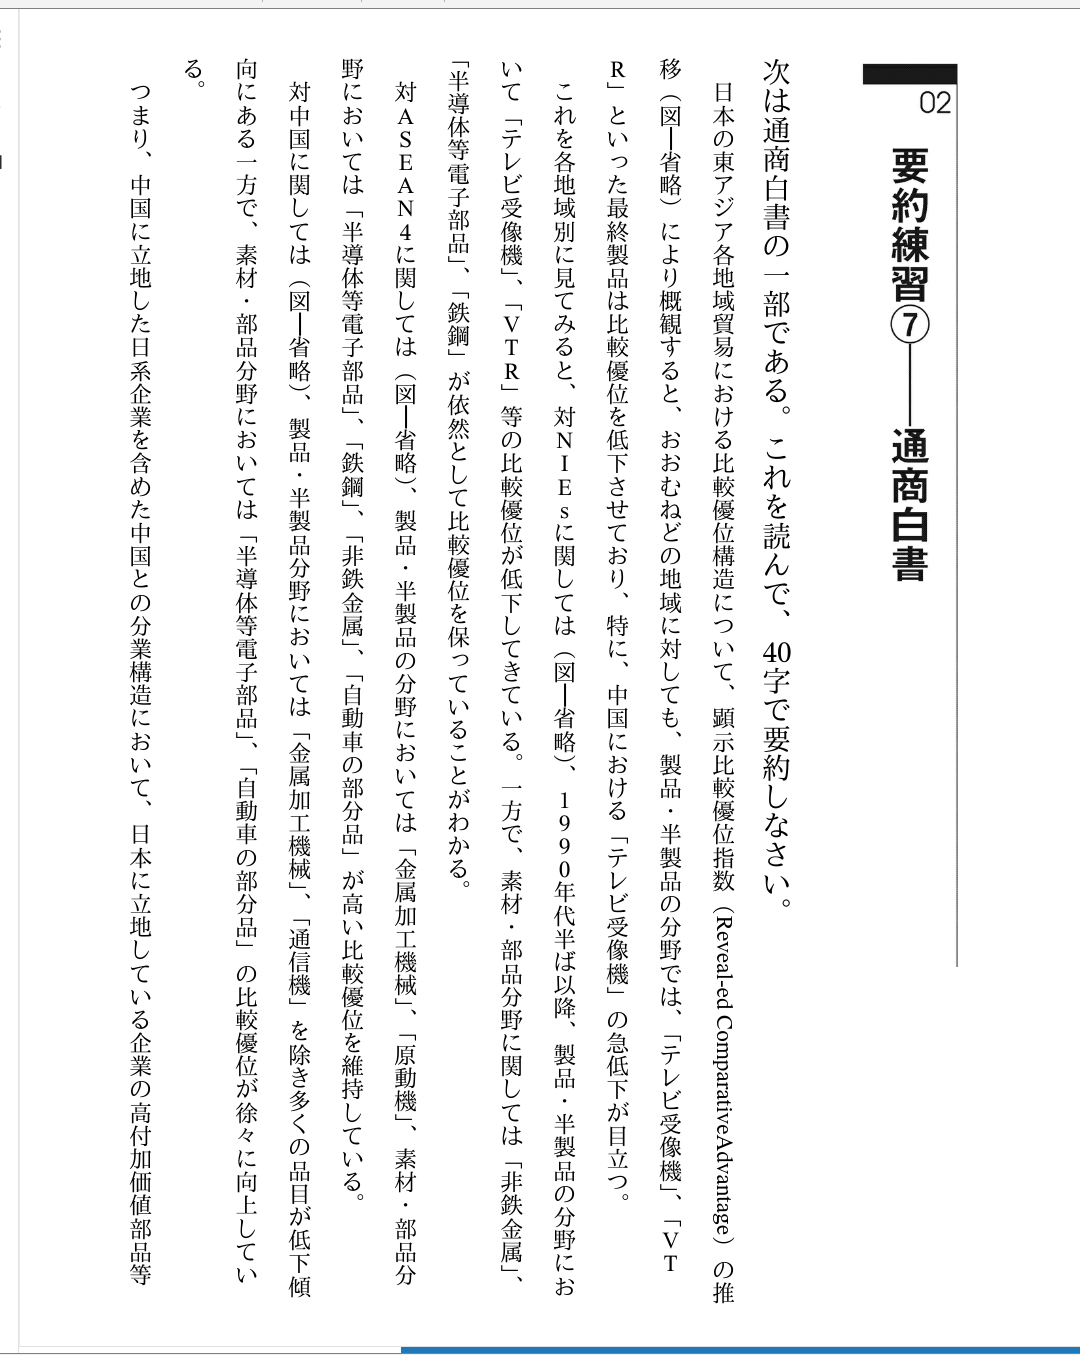 02
要約練習⑦――通商白書
次は通商白書の一部である。これを読んで、40字で要約しなさい。
日本の東アジア各地域貿易における比較優位構造について、顕示比較優位指数（Reveal-ed ComparativeAdvantage）の推
移（図―省略）により概観すると、おおむねどの地域に対しても、製品・半製品の分野では、「テレビ受像機」、「VT
R」といった最終製品は比較優位を低下させており、特に、中国における「テレビ受像機」の急低下が目立つ。
これを各地域別に見てみると、対NIEsに関しては（図―省略）、1990年代半ば以降、製品・半製品の分野にお
いて「テレビ受像機」、「VTR」等の比較優位が低下してきている。一方で、素材・部品分野に関しては「非鉄金属」、
「半導体等電子部品」、「鉄鋼」が依然として比較優位を保っていることがわかる。
対ASEAN4に関しては（図―省略）、製品・半製品の分野においては「金属加工機械」、「原動機」、素材・部品分
野においては「半導体等電子部品」、「鉄鋼」、「非鉄金属」、「自動車の部分品」が高い比較優位を維持している。
対中国に関しては（図―省略）、製品・半製品分野においては「金属加工機械」、「通信機」を除き多くの品目が低下傾
向にある一方で、素材・部品分野においては「半導体等電子部品」、「自動車の部分品」の比較優位が徐々に向上してい
る。
つまり、中国に立地した日系企業を含めた中国との分業構造において、日本に立地している企業の高付加価値部品等